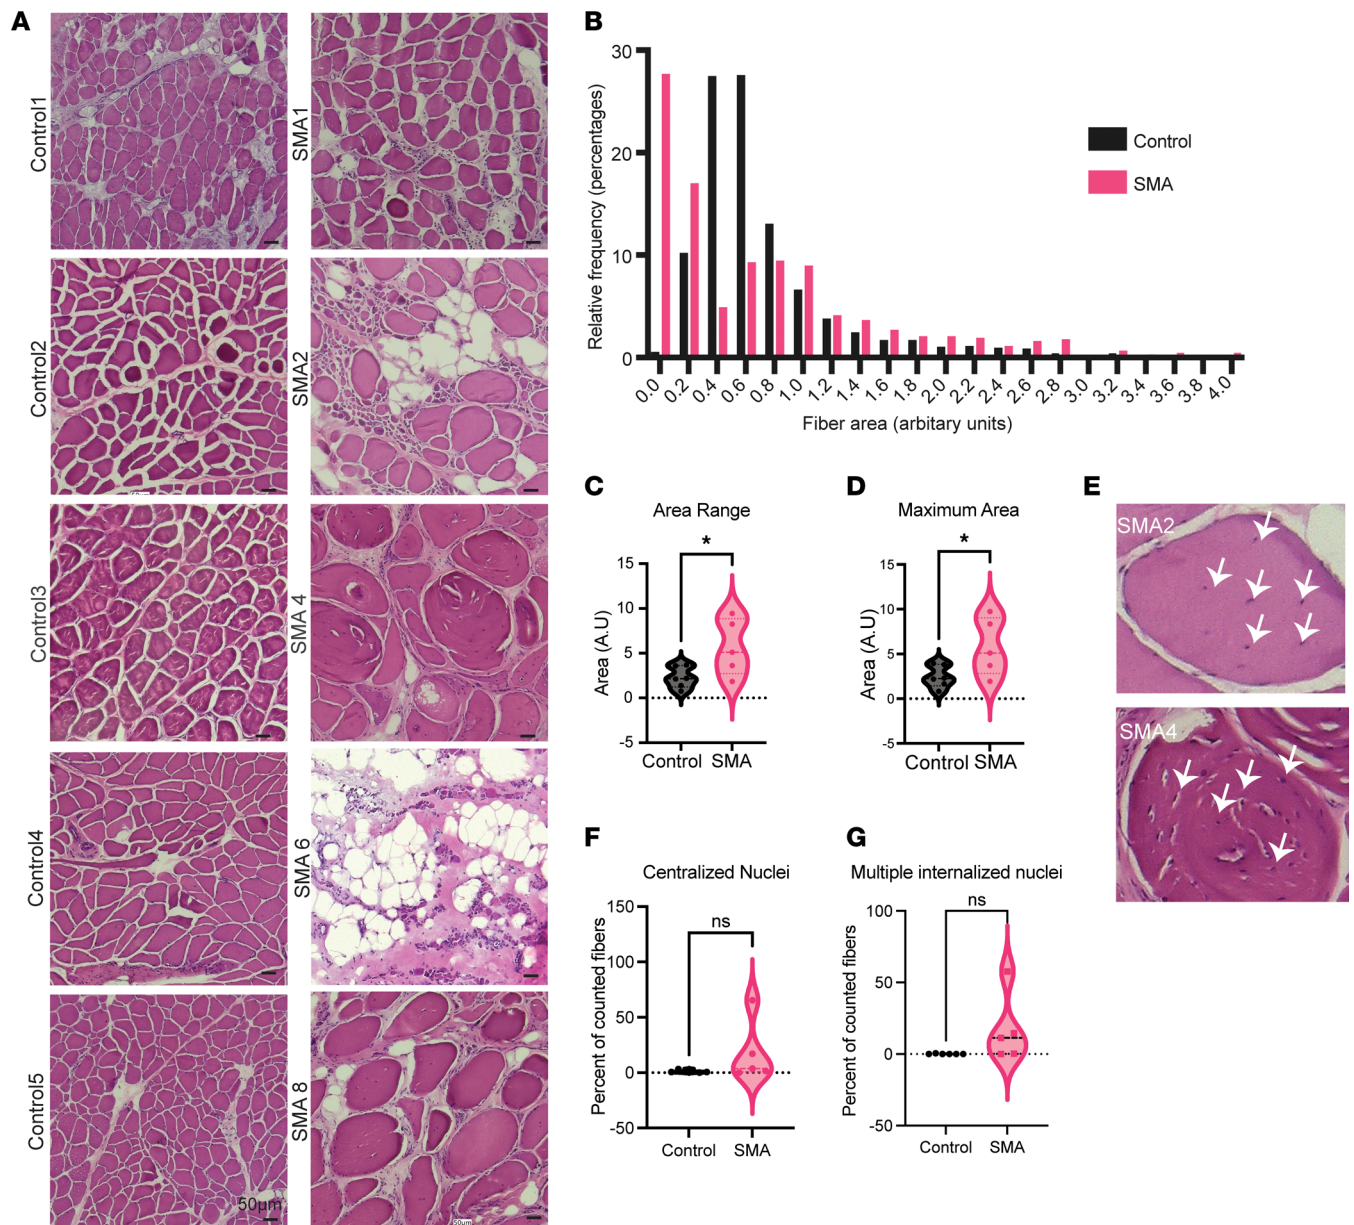 A
Control1
SMA1
Control2
SMA2
Control3
SMA 4
Control4
SMA 6
Control5
SMA 8
50µm
50µm
B
Relative frequency (percentages)
30
20
10
0
0.0 0.2 0.4 0.6 0.8 1.0 1.2 1.4 1.6 1.8 2.0 2.2 2.4 2.6 2.8 3.0 3.2 3.4 3.6 3.8 4.0
Fiber area (arbitary units)
Control
SMA
C
Area Range
*
Area (A.U)
15
10
5
0
-5
Control SMA
D
Maximum Area
*
Area (A.U)
15
10
5
0
-5
Control SMA
E
SMA2
SMA4
F
Centralized Nuclei
ns
Percent of counted fibers
150
100
50
0
-50
Control SMA
G
Multiple internalized nuclei
ns
Percent of counted fibers
100
50
0
-50
Control SMA